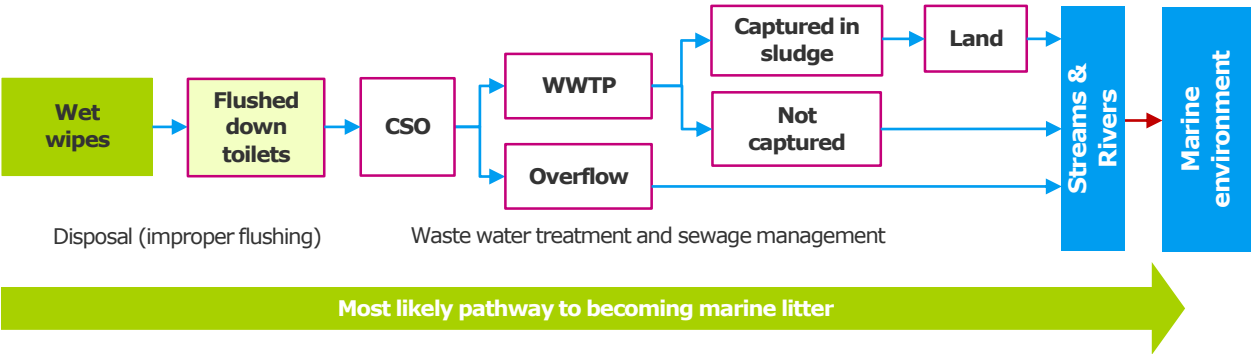 Wet
wipes
Flushed
down
toilets
CSO
WWTP
Overflow
Captured in
sludge
Not
captured
Land
Streams &
Rivers
Marine
environment
Disposal (improper flushing)
Waste water treatment and sewage management
Most likely pathway to becoming marine litter